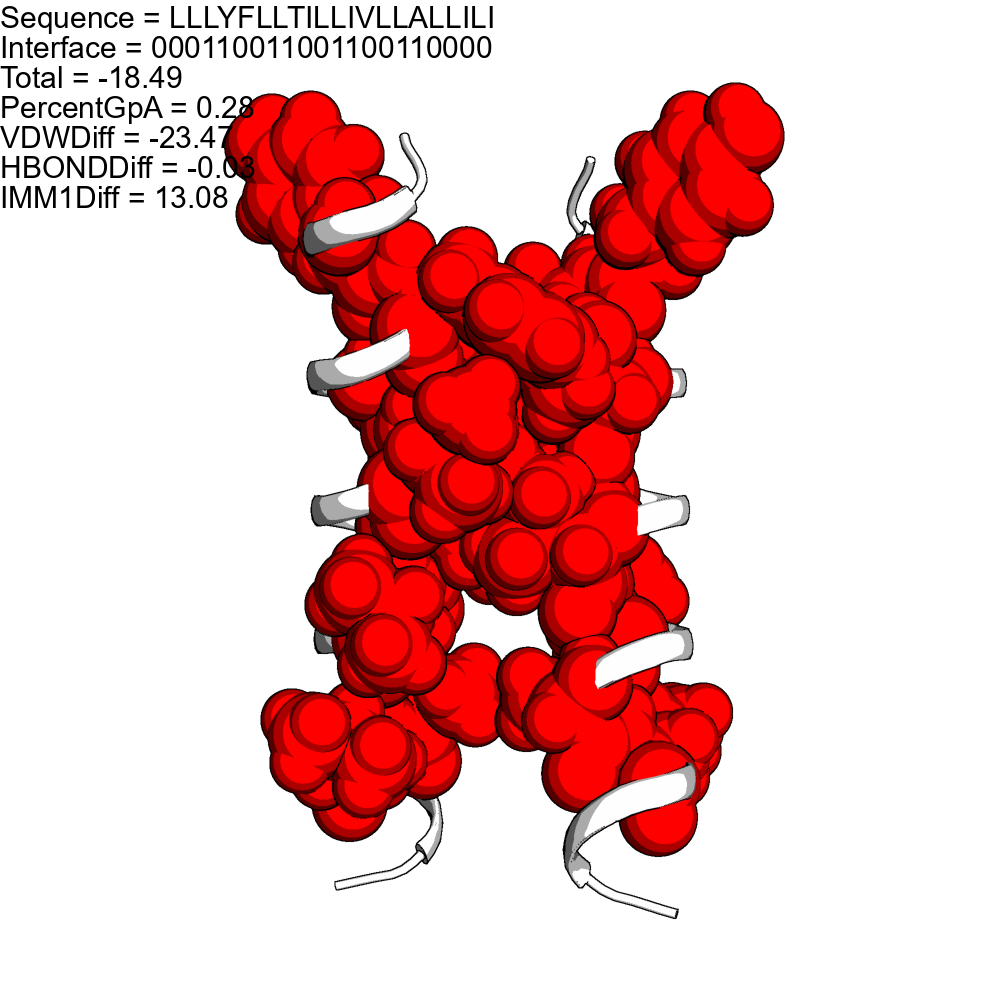 Sequence = LLLYFLLTILLIVLLALLILI
Interface = 000110011001100110000
Total = -18.49
PercentGpA = 0.28
VDWDiff = -23.47
HBONDDiff = -0.03
IMM1Diff = 13.08